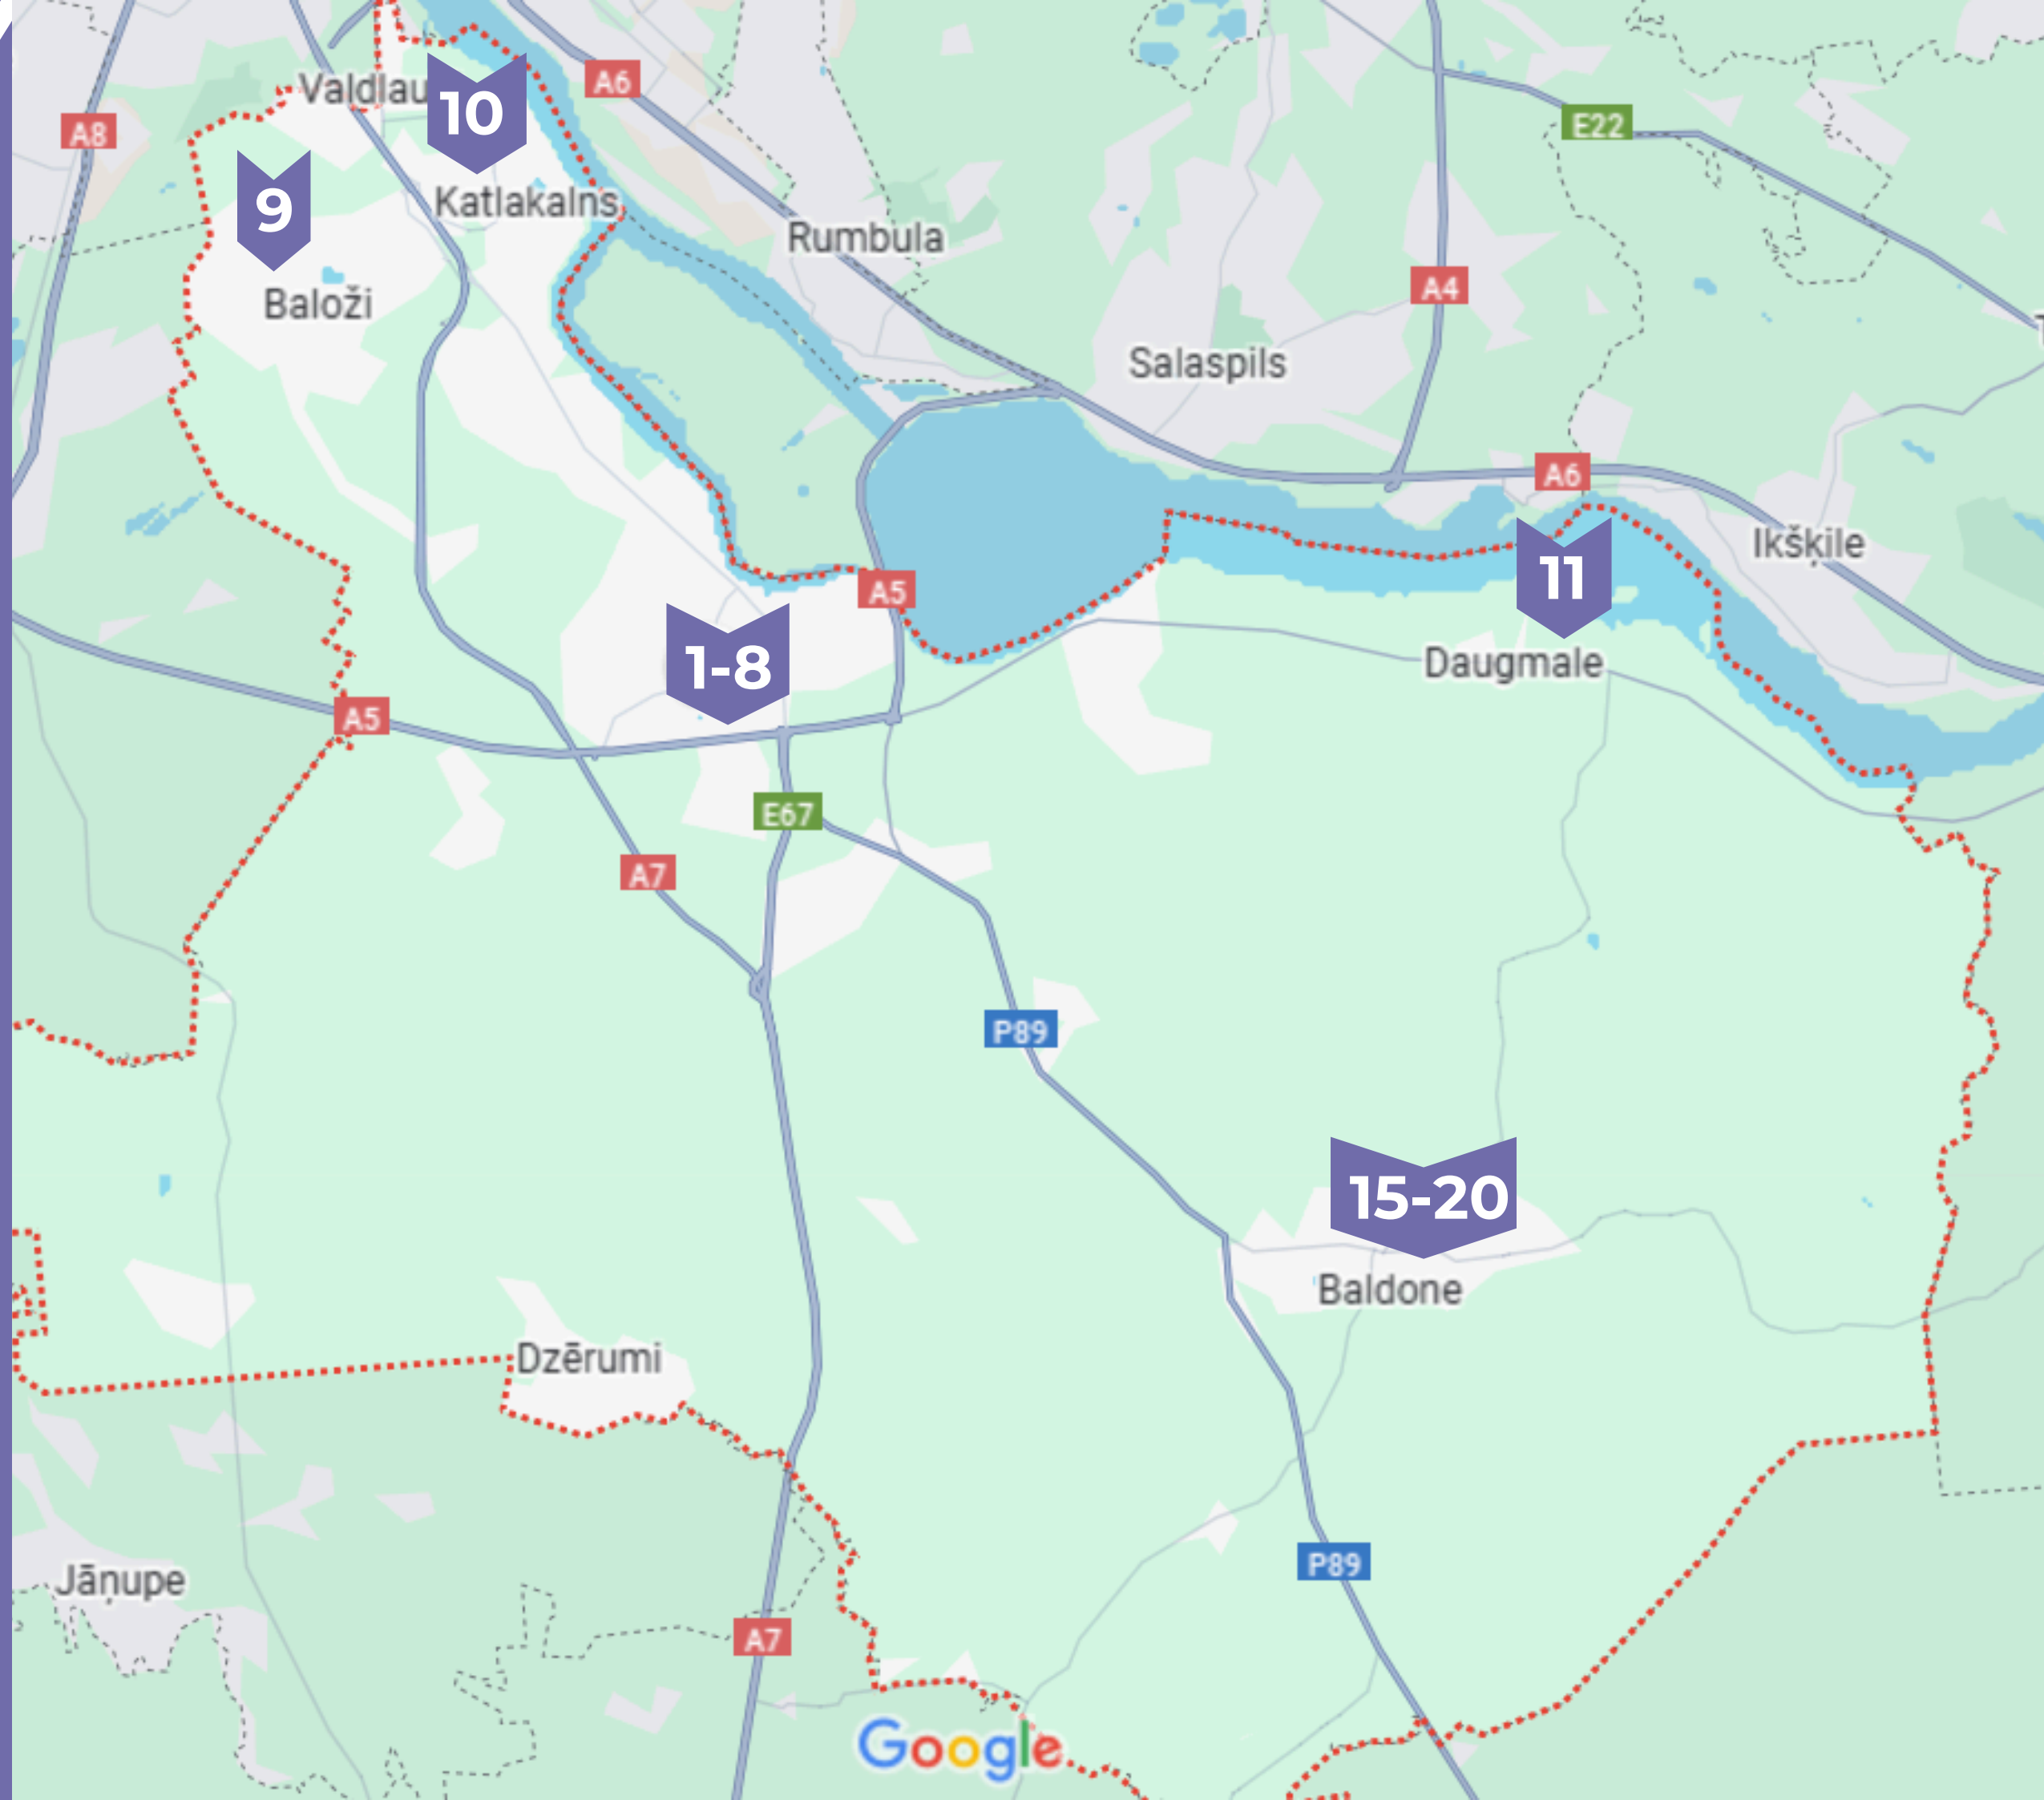 A6
Valdlau
10
E22
A8
9
Katlakalns
Rumbula
A4
Baloži
Salaspils
A6
Ikšķile
11
A5
1-8
Daugmale
A5
E67
A7
P89
15-20
Baldone
Dzērumi
P89
Jāņupe
A7
Google